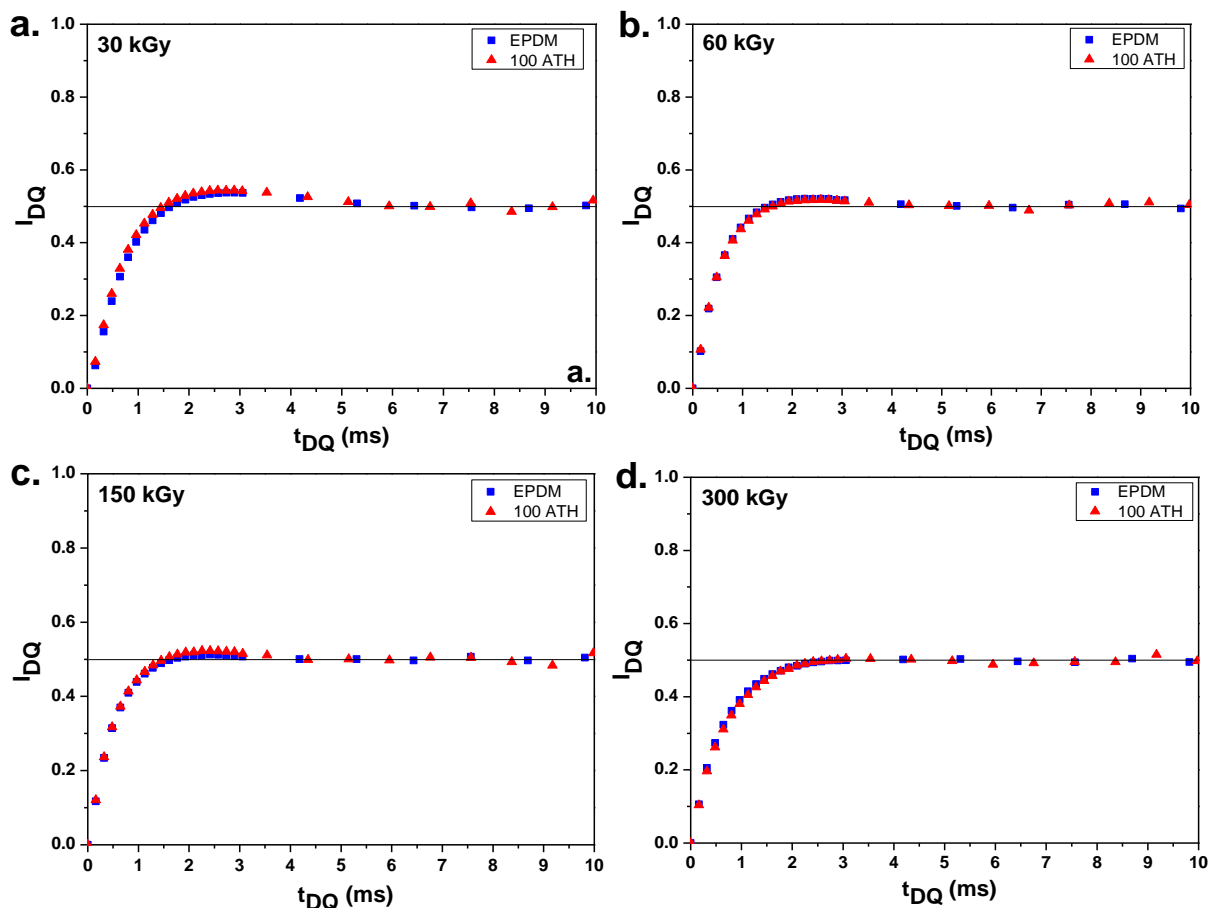 a.
30 kGy
EPDM
100 ATH
1.0
0.8
0.6
0.4
0.2
0.0
I_DQ
a.
0 1 2 3 4 5 6 7 8 9 10
t_DQ (ms)
b.
60 kGy
EPDM
100 ATH
1.0
0.8
0.6
0.4
0.2
0.0
I_DQ
0 1 2 3 4 5 6 7 8 9 10
t_DQ (ms)
c.
150 kGy
EPDM
100 ATH
1.0
0.8
0.6
0.4
0.2
0.0
I_DQ
0 1 2 3 4 5 6 7 8 9 10
t_DQ (ms)
d.
300 kGy
EPDM
100 ATH
1.0
0.8
0.6
0.4
0.2
0.0
I_DQ
0 1 2 3 4 5 6 7 8 9 10
t_DQ (ms)